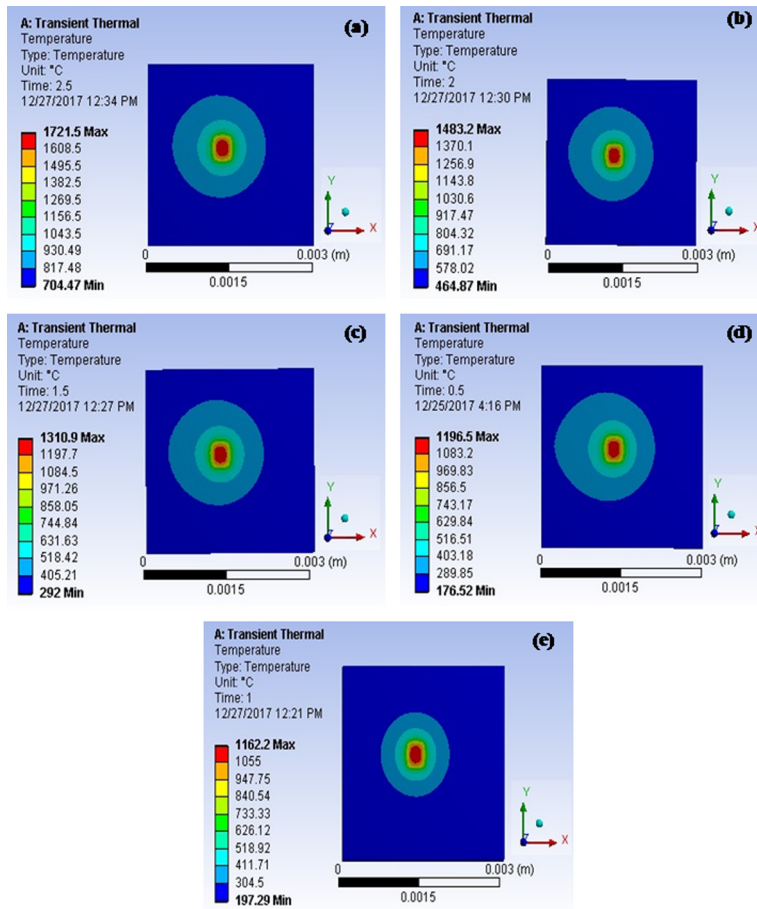 A: Transient Thermal
(a)
Temperature
Type: Temperature
Unit: °C
Time: 2.5
12/27/2017 12:34 PM
1721.5 Max
1608.5
1495.5
1382.5
1269.5
1156.5
1043.5
930.49
817.48
704.47 Min
Y
X
Z
0
0.003 (m)
0.0015
A: Transient Thermal
(b)
Temperature
Type: Temperature
Unit: °C
Time: 2
12/27/2017 12:30 PM
1483.2 Max
1370.1
1256.9
1143.8
1030.6
917.47
804.32
691.17
578.02
464.87 Min
Y
X
Z
0
0.003 (m)
0.0015
A: Transient Thermal
(c)
Temperature
Type: Temperature
Unit: °C
Time: 1.5
12/27/2017 12:27 PM
1310.9 Max
1197.7
1084.5
971.26
858.05
744.84
631.63
518.42
405.21
292 Min
Y
X
Z
0
0.003 (m)
0.0015
A: Transient Thermal
(d)
Temperature
Type: Temperature
Unit: °C
Time: 0.5
12/25/2017 4:16 PM
1196.5 Max
1083.2
969.83
856.5
743.17
629.84
516.51
403.18
289.85
176.52 Min
Y
X
Z
0
0.003 (m)
0.0015
A: Transient Thermal
(e)
Temperature
Type: Temperature
Unit: °C
Time: 1
12/27/2017 12:21 PM
1162.2 Max
1055
947.75
840.54
733.33
626.12
518.92
411.71
304.5
197.29 Min
Y
X
Z
0
0.003 (m)
0.0015